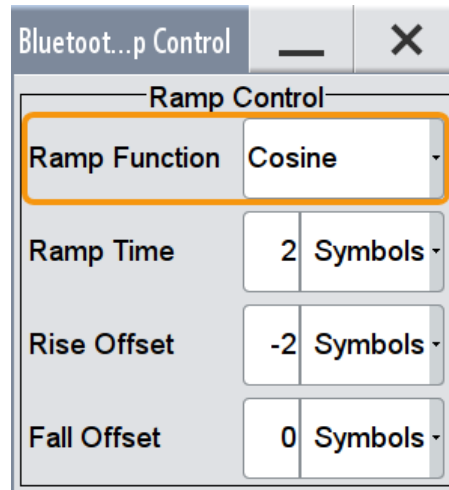 Bluetoot...p Control
Ramp Control
Ramp Function Cosine
Ramp Time 2 Symbols
Rise Offset -2 Symbols
Fall Offset 0 Symbols